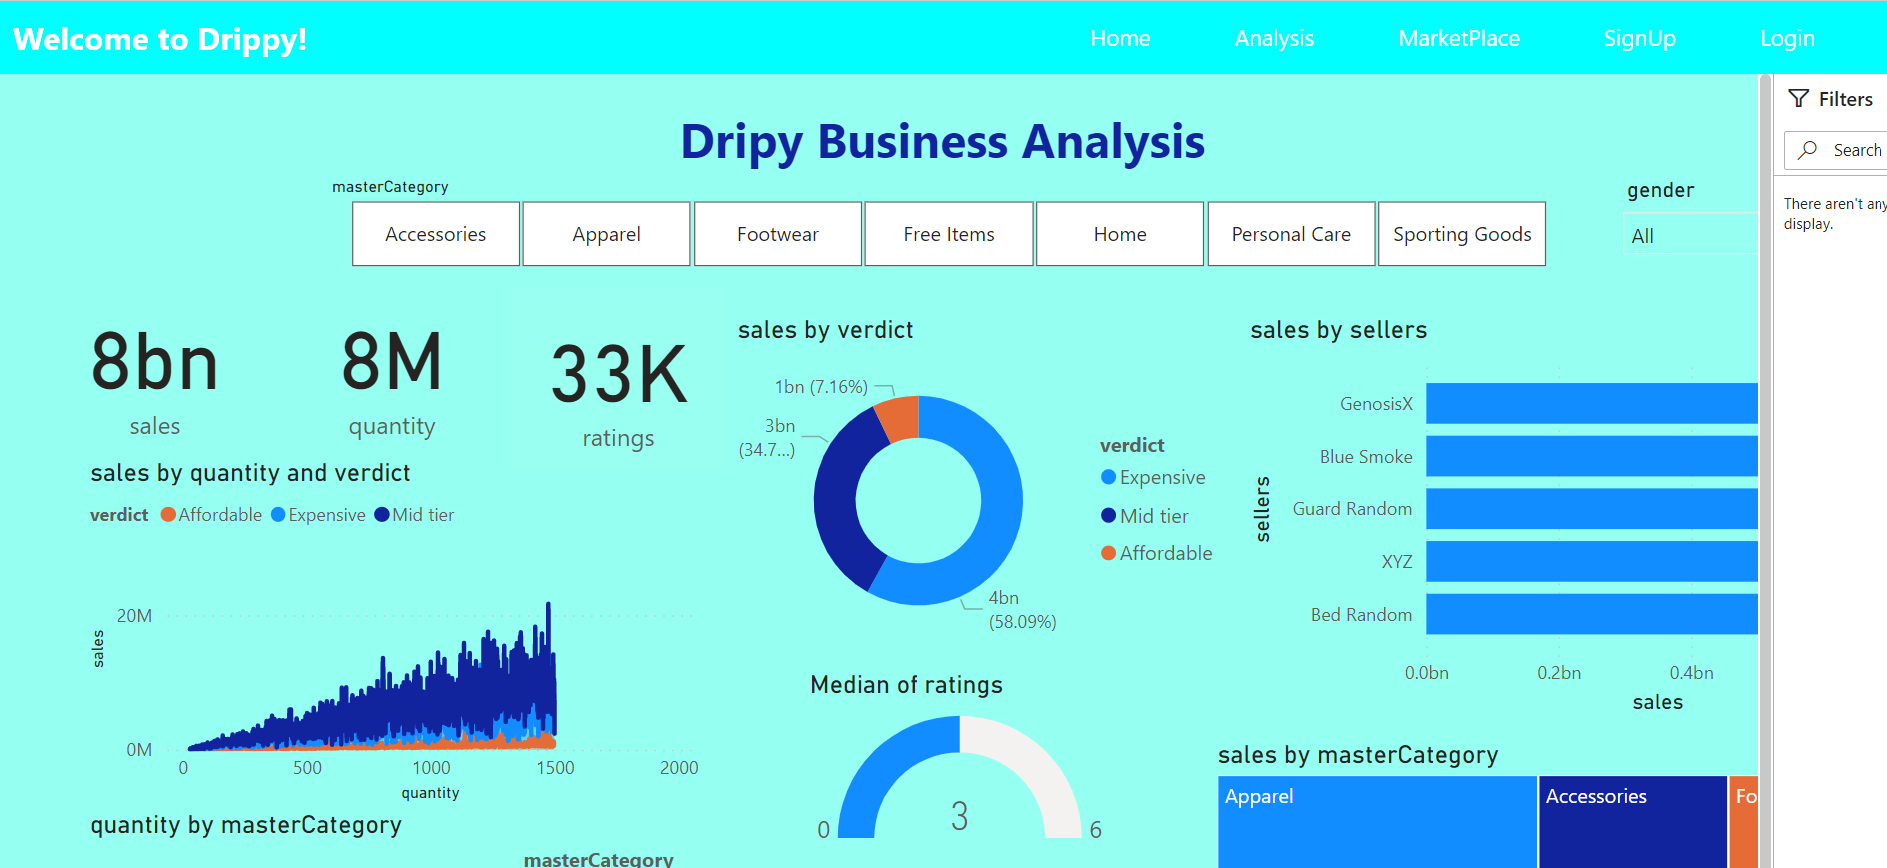 Welcome to Drippy!
Home
Analysis
MarketPlace
SignUp
Login
Filters
Search
There aren't any
display.
Dripy Business Analysis
masterCategory
Accessories
Apparel
Footwear
Free Items
Home
Personal Care
Sporting Goods
gender
All
8bn
sales
8M
quantity
33K
ratings
sales by verdict
1bn (7.16%)
3bn
(34.7...)
4bn
(58.09%)
verdict
Expensive
Mid tier
Affordable
sales by sellers
sellers
GenosisX
Blue Smoke
Guard Random
XYZ
Bed Random
0.0bn
0.2bn
0.4bn
sales
sales by quantity and verdict
verdict Affordable Expensive Mid tier
sales
20M
0M
0
500
1000
1500
2000
quantity
Median of ratings
0
3
6
sales by masterCategory
Apparel
Accessories
Fo
quantity by masterCategory
masterCategory